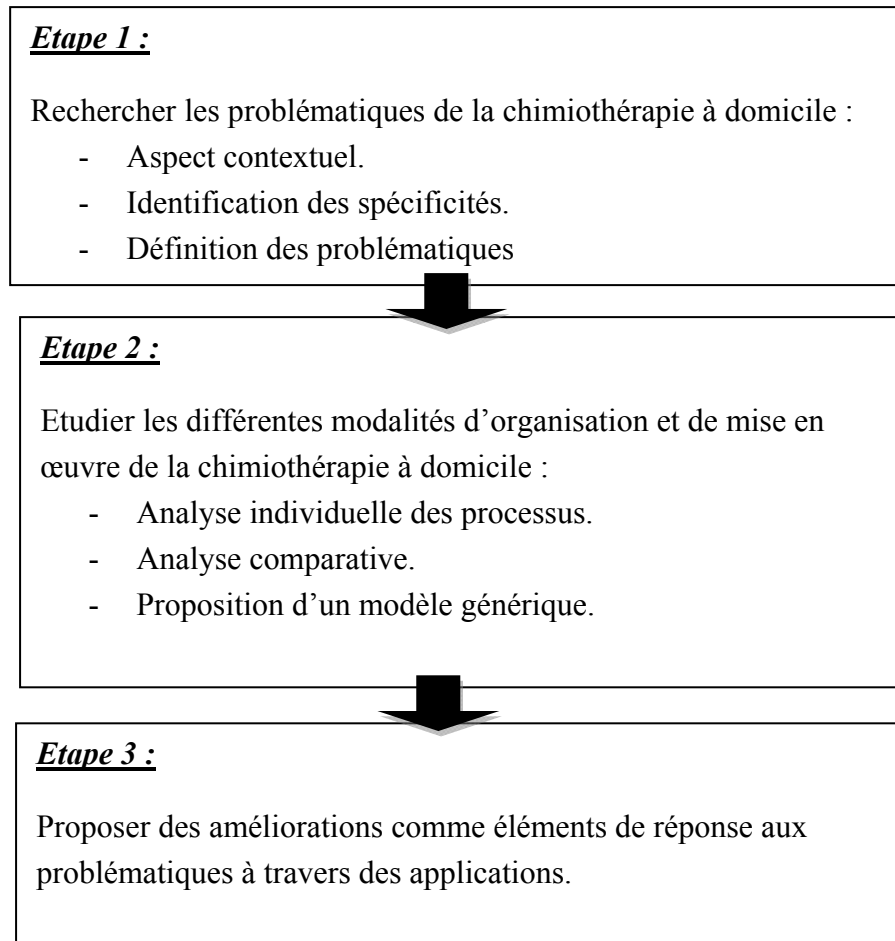 Etape 1 :
Rechercher les problématiques de la chimiothérapie à domicile :
- Aspect contextuel.
- Identification des spécificités.
- Définition des problématiques
Etape 2 :
Etudier les différentes modalités d’organisation et de mise en
œuvre de la chimiothérapie à domicile :
- Analyse individuelle des processus.
- Analyse comparative.
- Proposition d’un modèle générique.
Etape 3 :
Proposer des améliorations comme éléments de réponse aux
problématiques à travers des applications.